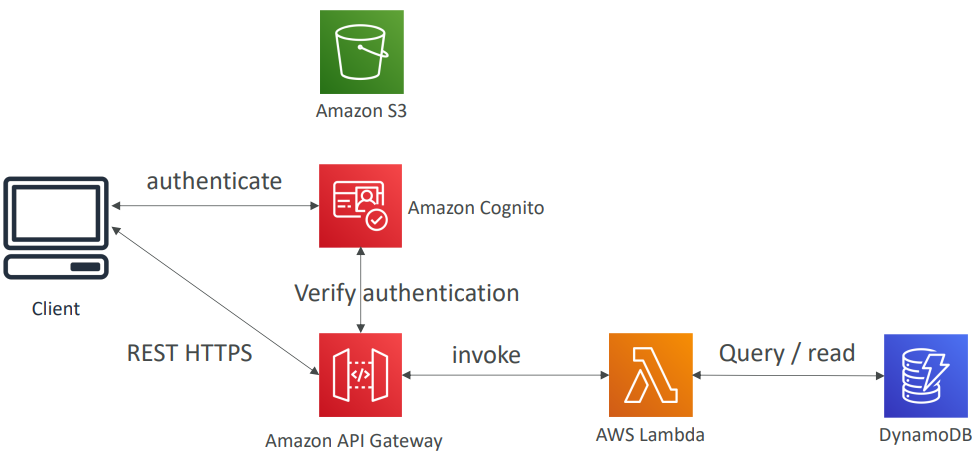 Amazon S3
authenticate
Amazon Cognito
Client
Verify authentication
REST HTTPS
invoke
Query / read
</>
Amazon API Gateway
AWS Lambda
DynamoDB